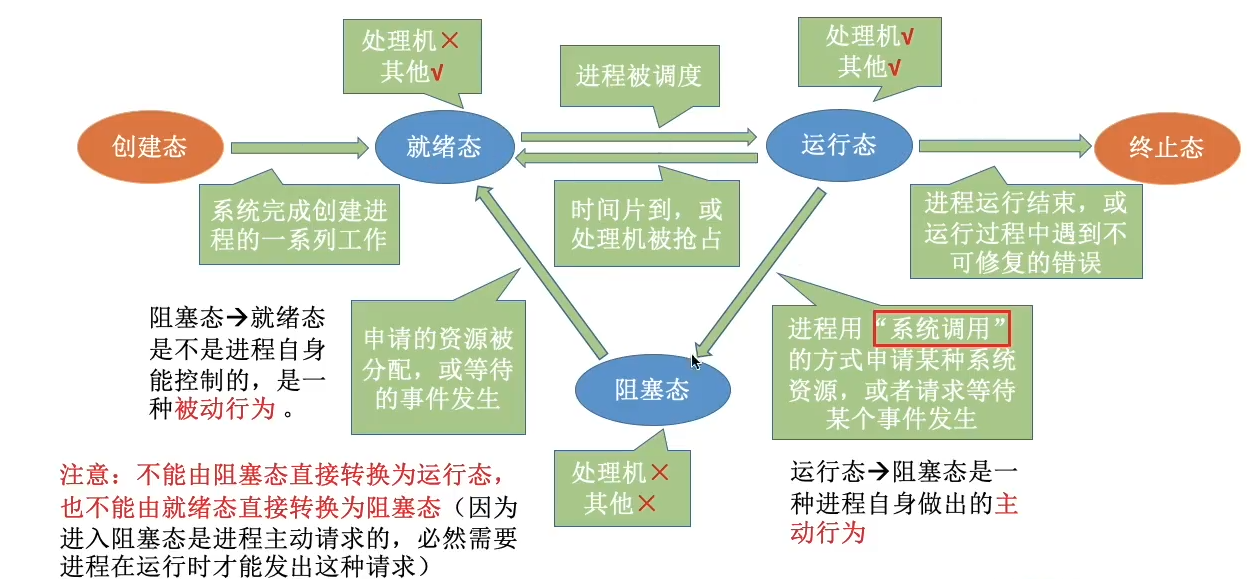 处理机×
其他√
进程被调度
处理机√
其他√
创建态
就绪态
运行态
终止态
系统完成创建进
程的一系列工作
时间片到，或
处理机被抢占
进程运行结束，或
运行过程中遇到不
可修复的错误
阻塞态→就绪态
是不是进程自身
能控制的，是一
种被动行为。
申请的资源被
分配，或等待
的事件发生
阻塞态
进程用“系统调用”
的方式申请某种系统
资源，或者请求等待
某个事件发生
处理机×
其他×
运行态→阻塞态是一
种进程自身做出的主
动行为
注意：不能由阻塞态直接转换为运行态，
也不能由就绪态直接转换为阻塞态（因为
进入阻塞态是进程主动请求的，必然需要
进程在运行时才能发出这种请求）